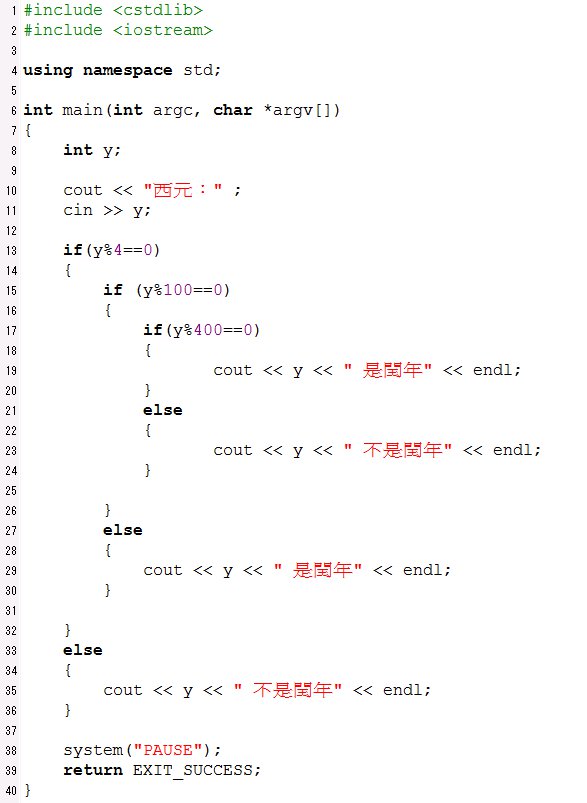 1 #include <cstdlib>
2 #include <iostream>
3
4 using namespace std;
5
6 int main(int argc, char *argv[])
7 {
8     int y;
9
10     cout << "西元：" ;
11     cin >> y;
12
13     if(y%4==0)
14     {
15         if (y%100==0)
16         {
17             if(y%400==0)
18             {
19                    cout << y << " 是閏年" << endl;
20             }
21             else
22             {
23                    cout << y << " 不是閏年" << endl;
24             }
25
26         }
27         else
28         {
29             cout << y << " 是閏年" << endl;
30         }
31
32     }
33     else
34     {
35         cout << y << " 不是閏年" << endl;
36     }
37
38     system("PAUSE");
39     return EXIT_SUCCESS;
40 }